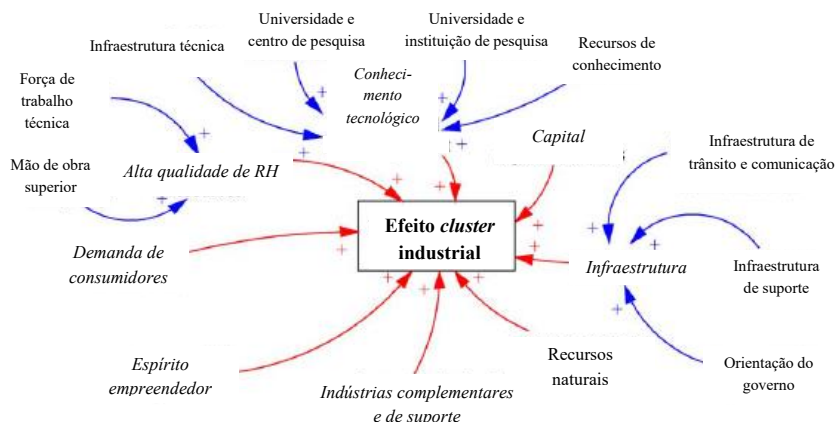 Universidade e
centro de pesquisa
Universidade e
instituição de pesquisa
Infraestrutura técnica
Recursos de
conhecimento
Força de
trabalho
técnica
Conheci-
mento
tecnológico
+
+
+
+
+
Capital
Infraestrutura de
trânsito e comunicação
Mão de obra
superior
Alta qualidade de RH
+
+
+
+
+
Efeito cluster
industrial
+
+
+
+
Demanda de
consumidores
+
Infraestrutura
Infraestrutura
de suporte
+
+
+
+
Espírito
empreendedor
Indústrias complementares
e de suporte
Recursos
naturais
Orientação do
governo